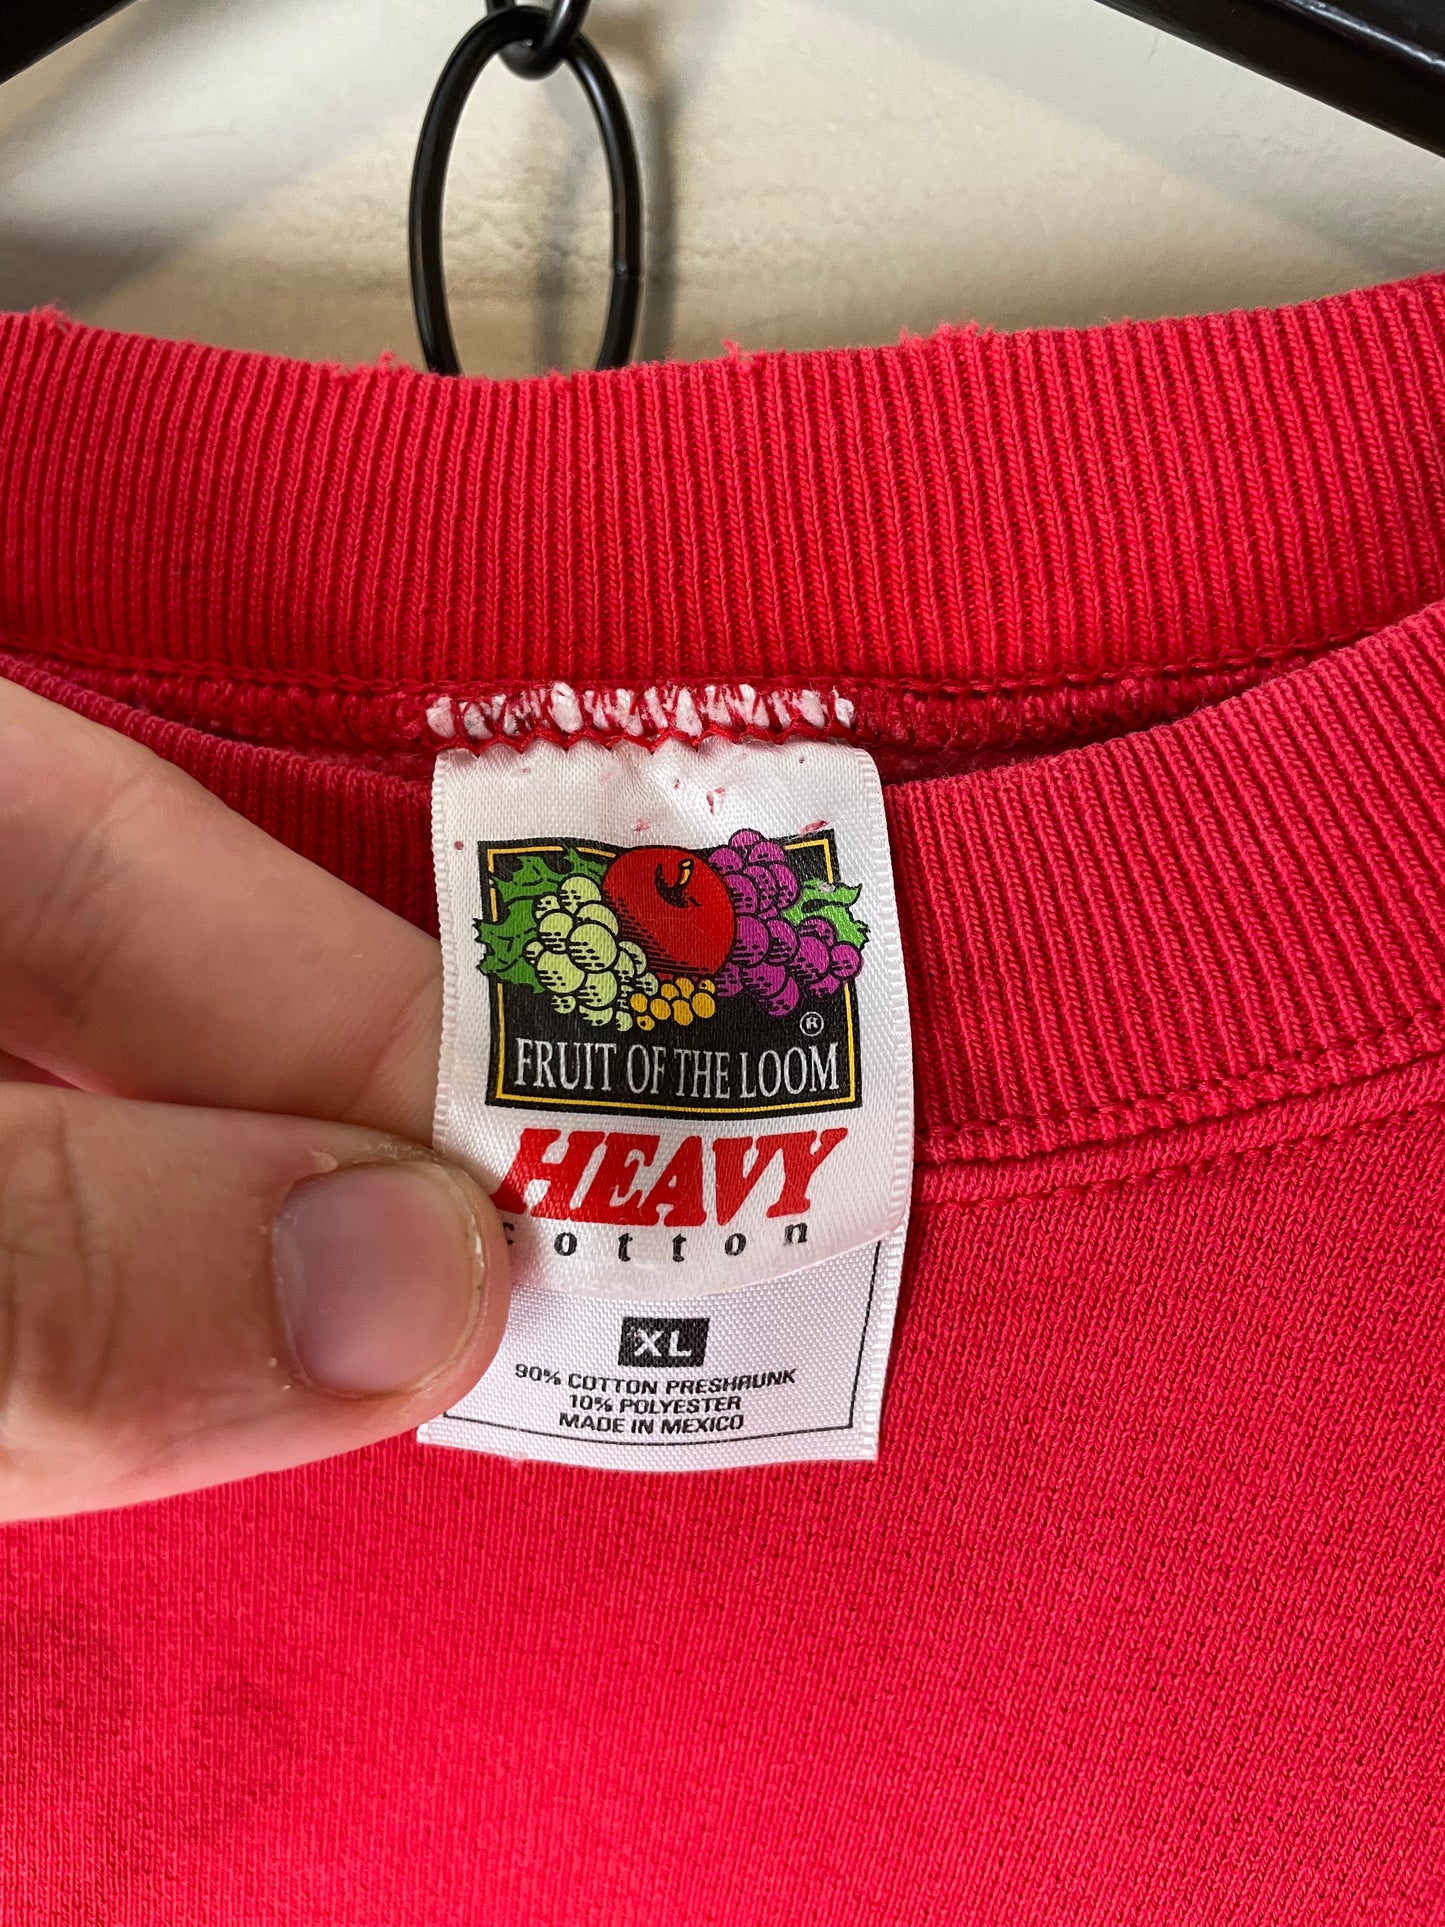 ®
FRUIT OF THE LOOM
HEAVY
cotton
XL
90% COTTON PRESHRUNK
10% POLYESTER
MADE IN MEXICO